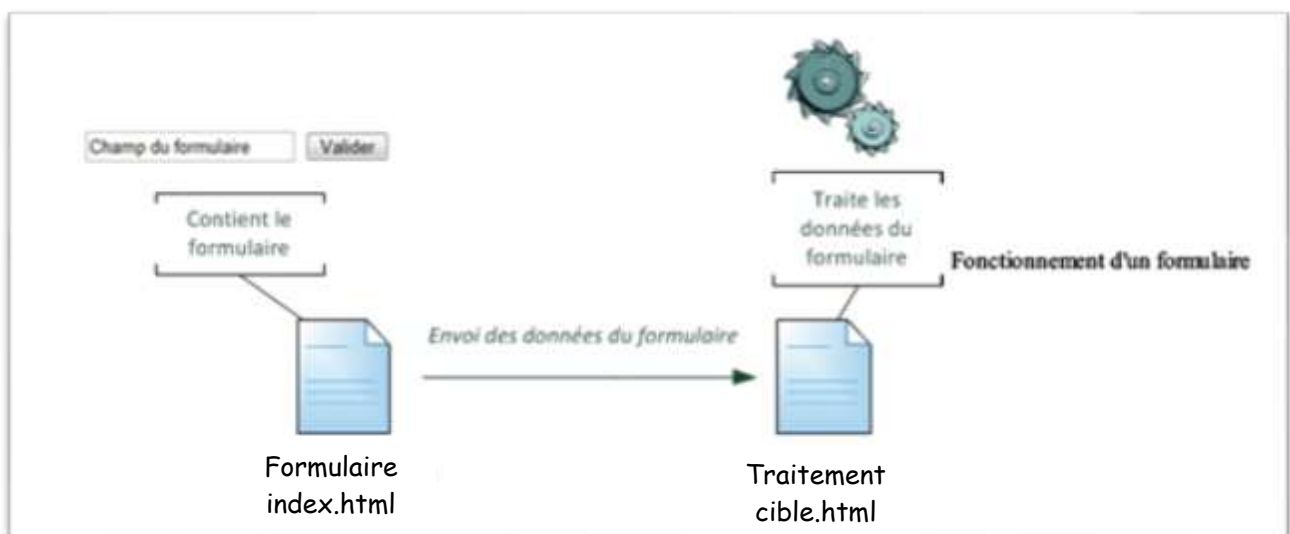 Champ du formulaire
Valider
Contient le
formulaire
Traite les
données du
formulaire
Fonctionnement d'un formulaire
Envoi des données du formulaire
Formulaire
index.html
Traitement
cible.html